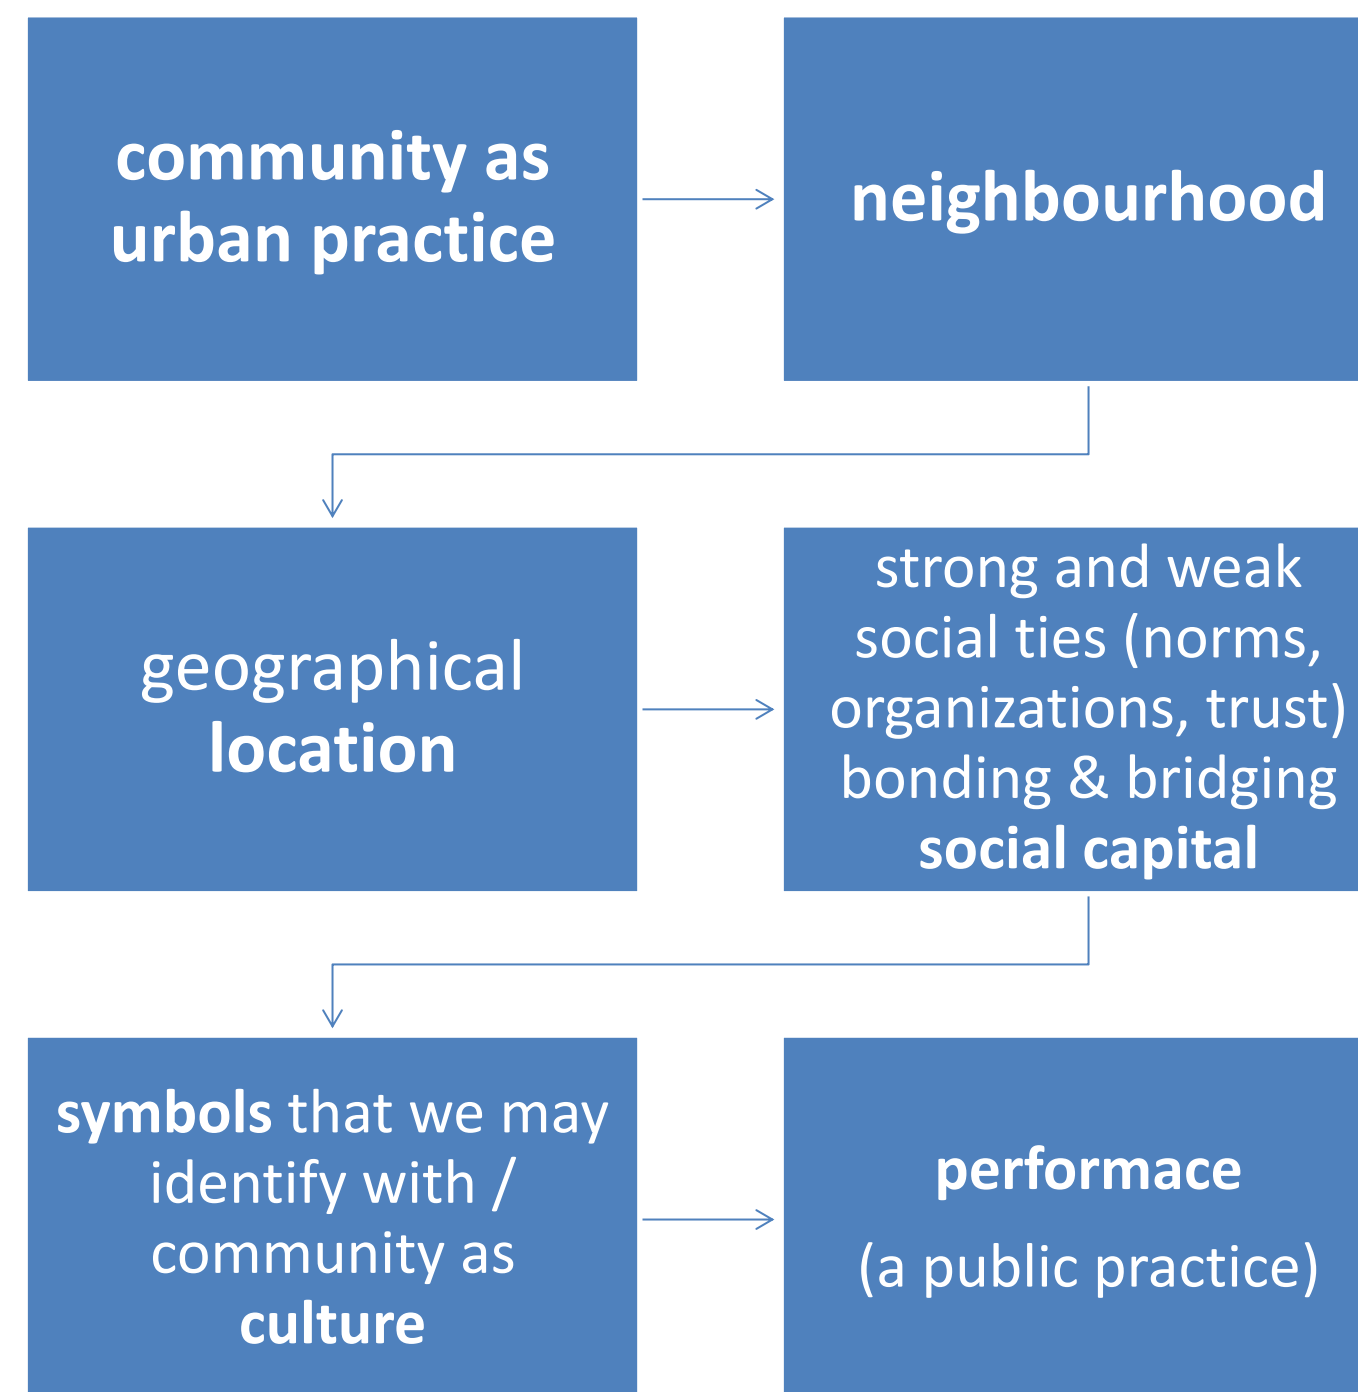 community as
urban practice
neighbourhood
geographical
location
strong and weak
social ties (norms,
organizations, trust)
bonding & bridging
social capital
symbols that we may
identify with /
community as
culture
performace
(a public practice)